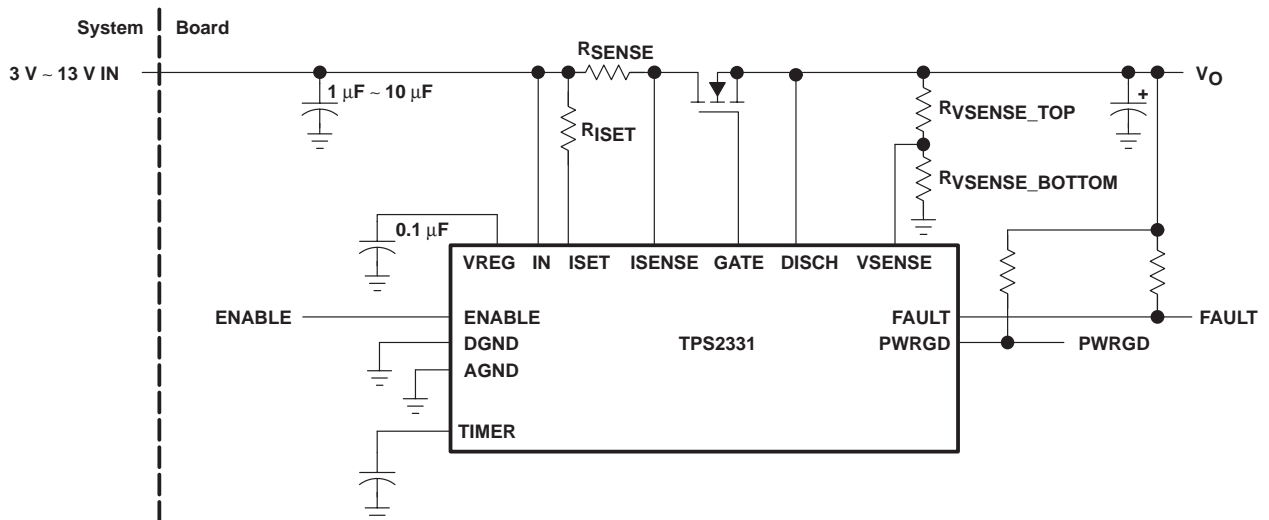 System Board
3 V ~ 13 V IN
RSENSE
VO
1 µF ~ 10 µF
RISET
RVSENSE_TOP
RVSENSE_BOTTOM
+
0.1 µF
VREG IN ISET ISENSE GATE DISCH VSENSE
ENABLE
ENABLE
DGND
AGND
TIMER
TPS2331
FAULT
PWRGD
FAULT
PWRGD